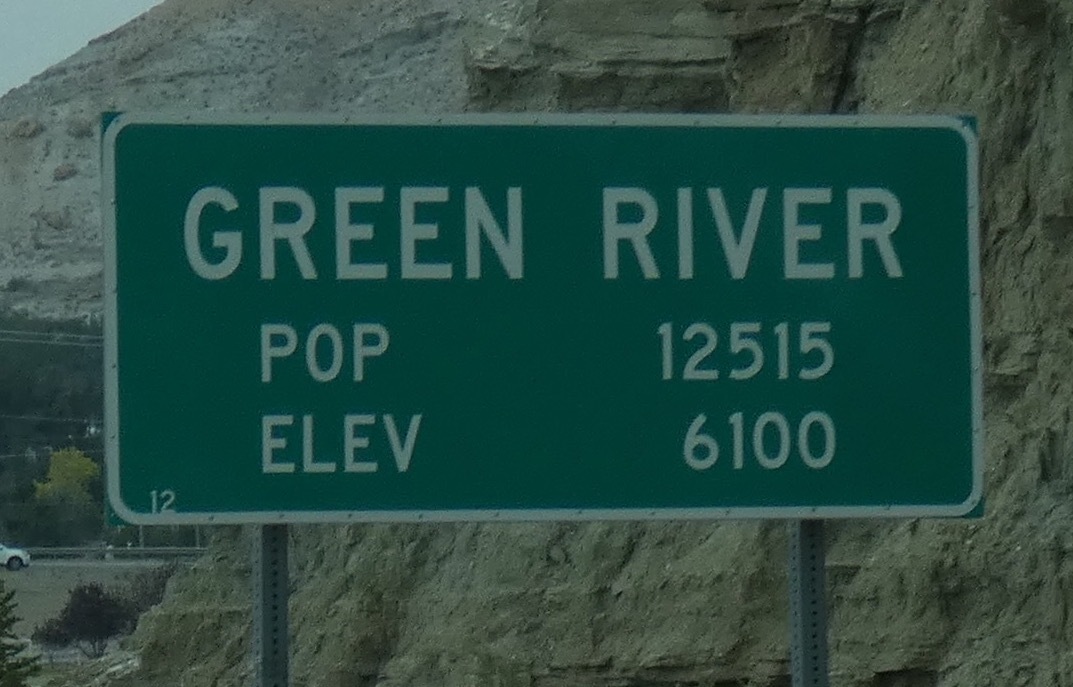 GREEN RIVER
POP 12515
ELEV 6100
12